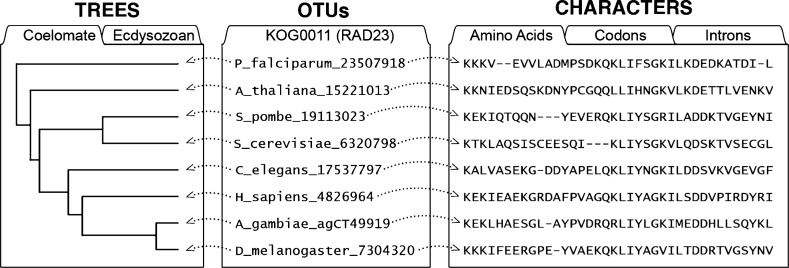 TREES OTUs CHARACTERS
Coelomate Ecdysozoan KOG0011 (RAD23) Amino Acids Codons Introns
P_falciparum_23507918 KKKV--EVVLADMPSDKQKLIFSGKILKDEDKATDI-L
A_thaliana_15221013 KKNIEDSQSKDNYPCGQQLLIHNGKVLKDETTLVENKV
S_pombe_19113023 KEKIQTQQN---YEVERQKLIYSGRILADDKTVGEYNI
S_cerevisiae_6320798 KTKLAQSISCEESQI---KLIYSGKVLQDSKTVSECGL
C_elegans_17537797 KALVASEKG-DDYAPELQKLIYNGKILDDSVKVGEVGF
H_sapiens_4826964 KEKIEAEKGRDAFPVAGQKLIYAGKILSDDVPIRDYRI
A_gambiae_agCT49919 KEKLHAESGL-AYPVDRQRLIYLGKIMEDDHLLSQYKL
D_melanogaster_7304320 KKKIFEERGPE-YVAEKQKLIYAGVILTDDRTVGSYNV